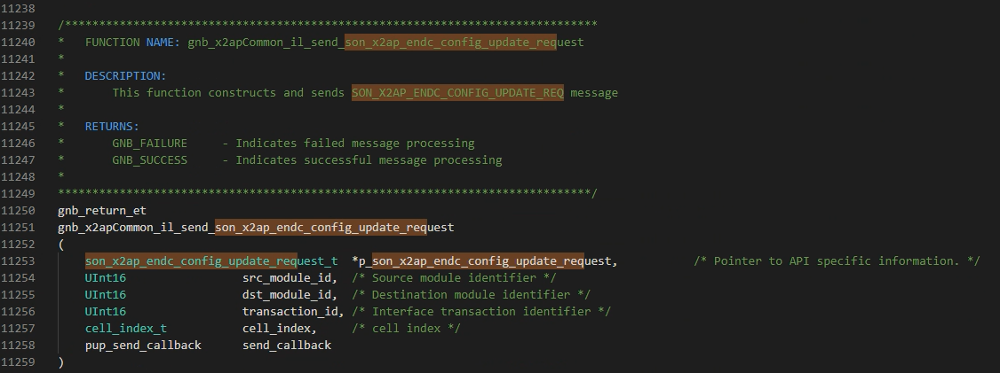 11238
11239 /******************************************************************************
11240 *   FUNCTION NAME: gnb_x2apCommon_il_send_son_x2ap_endc_config_update_request
11241 *
11242 *   DESCRIPTION:
11243 *       This function constructs and sends SON_X2AP_ENDC_CONFIG_UPDATE_REQ message
11244 *
11245 *   RETURNS:
11246 *       GNB_FAILURE     - Indicates failed message processing
11247 *       GNB_SUCCESS     - Indicates successful message processing
11248 *
11249 ******************************************************************************/
11250 gnb_return_et
11251 gnb_x2apCommon_il_send_son_x2ap_endc_config_update_request
11252 (
11253     son_x2ap_endc_config_update_request_t  *p_son_x2ap_endc_config_update_request,           /* Pointer to API specific information. */
11254     UInt16                 src_module_id,  /* Source module identifier */
11255     UInt16                 dst_module_id,  /* Destination module identifier */
11256     UInt16                 transaction_id, /* Interface transaction identifier */
11257     cell_index_t           cell_index,     /* cell index */
11258     pup_send_callback      send_callback
11259 )